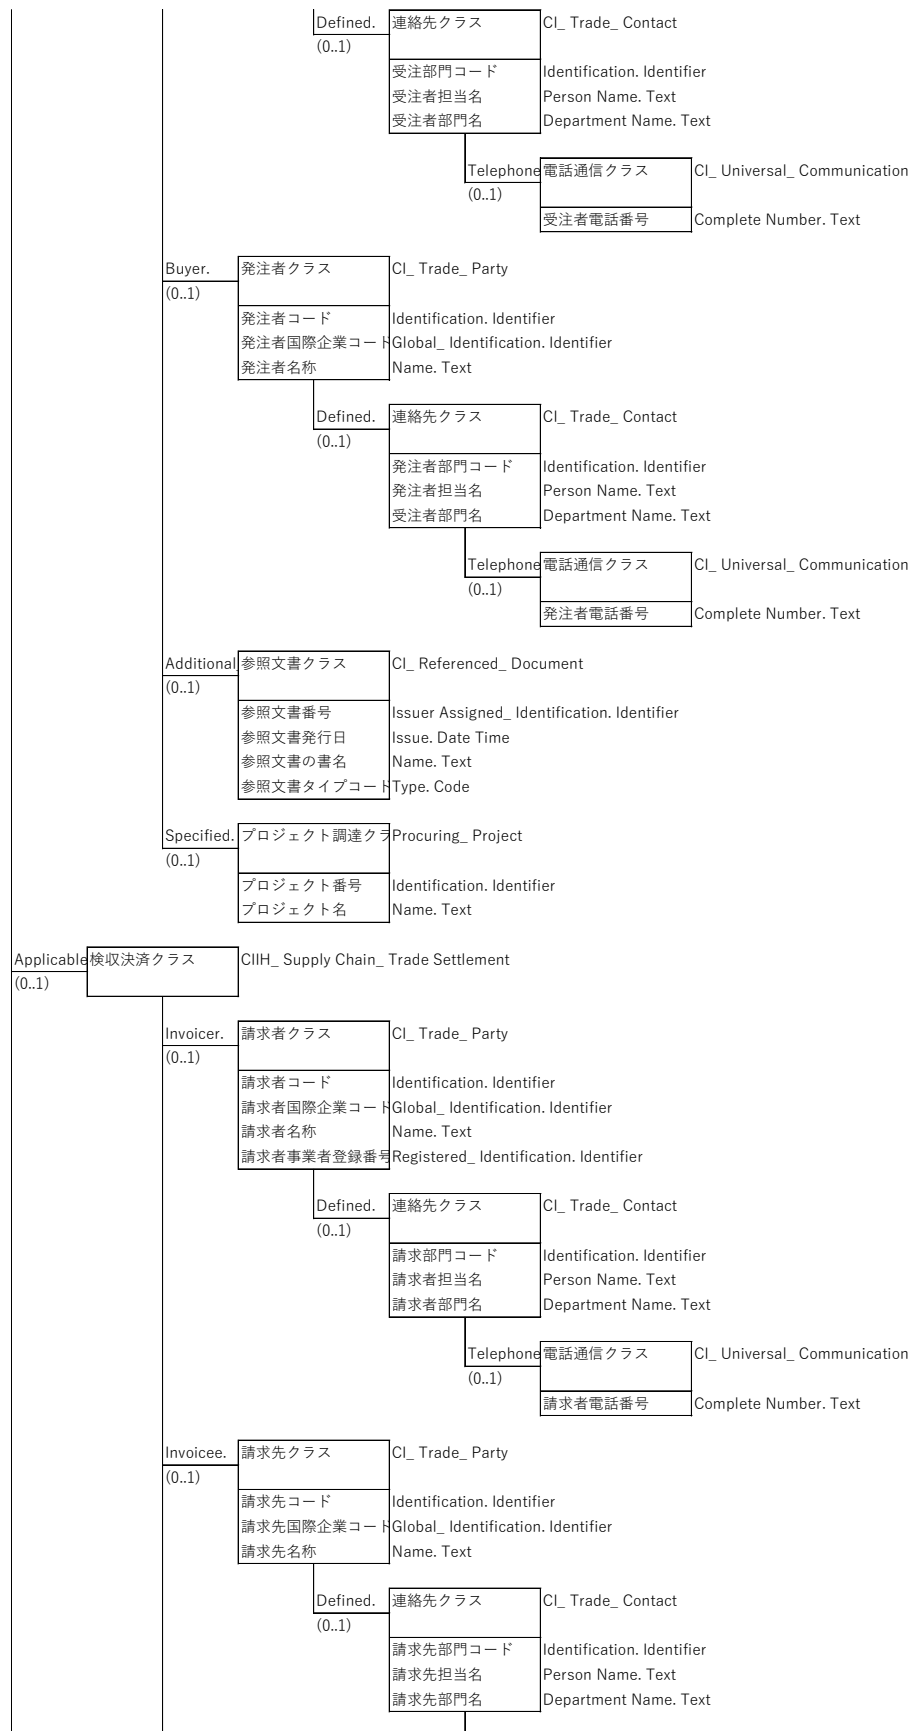 Defined. 連絡先クラス CI_ Trade_ Contact
(0..1)
受注部門コード Identification. Identifier
受注者担当名 Person Name. Text
受注者部門名 Department Name. Text
Telephone 電話通信クラス CI_ Universal_ Communication
(0..1)
受注者電話番号 Complete Number. Text
Buyer. 発注者クラス CI_ Trade_ Party
(0..1)
発注者コード Identification. Identifier
発注者国際企業コード Global_ Identification. Identifier
発注者名称 Name. Text
Defined. 連絡先クラス CI_ Trade_ Contact
(0..1)
発注者部門コード Identification. Identifier
発注者担当名 Person Name. Text
受注者部門名 Department Name. Text
Telephone 電話通信クラス CI_ Universal_ Communication
(0..1)
発注者電話番号 Complete Number. Text
Additional 参照文書クラス CI_ Referenced_ Document
(0..1)
参照文書番号 Issuer Assigned_ Identification. Identifier
参照文書発行日 Issue. Date Time
参照文書の書名 Name. Text
参照文書タイプコード Type. Code
Specified. プロジェクト調達クラ Procuring_ Project
(0..1)
プロジェクト番号 Identification. Identifier
プロジェクト名 Name. Text
Applicable 検収決済クラス CIIH_ Supply Chain_ Trade Settlement
(0..1)
Invoicer. 請求者クラス CI_ Trade_ Party
(0..1)
請求者コード Identification. Identifier
請求者国際企業コード Global_ Identification. Identifier
請求者名称 Name. Text
請求者事業者登録番号 Registered_ Identification. Identifier
Defined. 連絡先クラス CI_ Trade_ Contact
(0..1)
請求部門コード Identification. Identifier
請求者担当名 Person Name. Text
請求者部門名 Department Name. Text
Telephone 電話通信クラス CI_ Universal_ Communication
(0..1)
請求者電話番号 Complete Number. Text
Invoicee. 請求先クラス CI_ Trade_ Party
(0..1)
請求先コード Identification. Identifier
請求先国際企業コード Global_ Identification. Identifier
請求先名称 Name. Text
Defined. 連絡先クラス CI_ Trade_ Contact
(0..1)
請求先部門コード Identification. Identifier
請求先担当名 Person Name. Text
請求先部門名 Department Name. Text